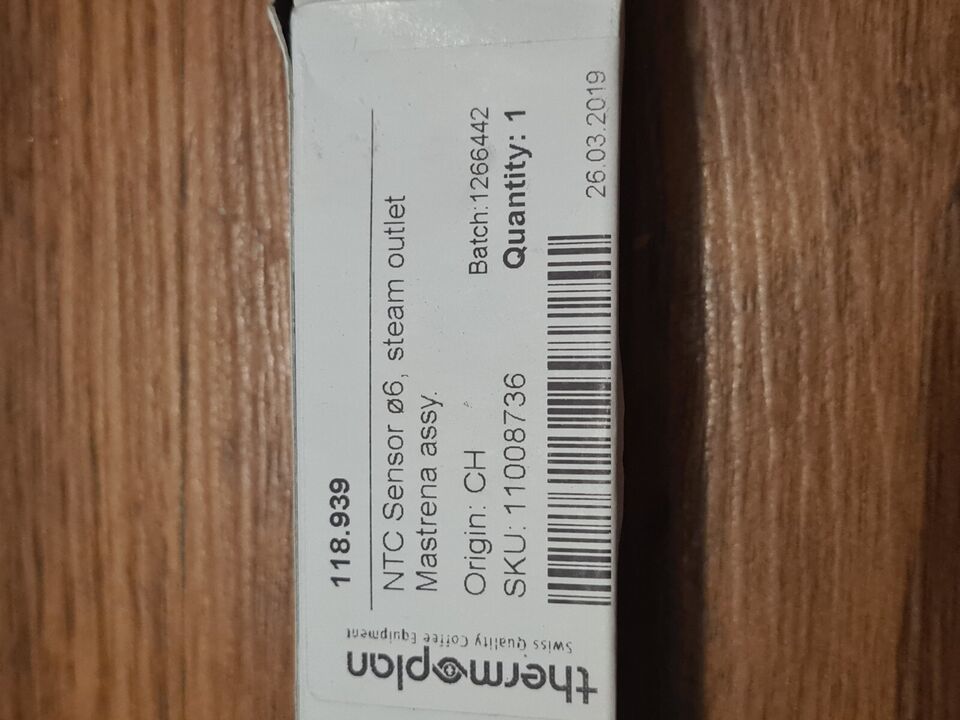 thermoplan
Swiss Quality Coffee Equipment
118.939
NTC Sensor ø6, steam outlet
Mastrena assy.
Origin: CH
Batch:1266442
SKU: 11008736
Quantity: 1
26.03.2019